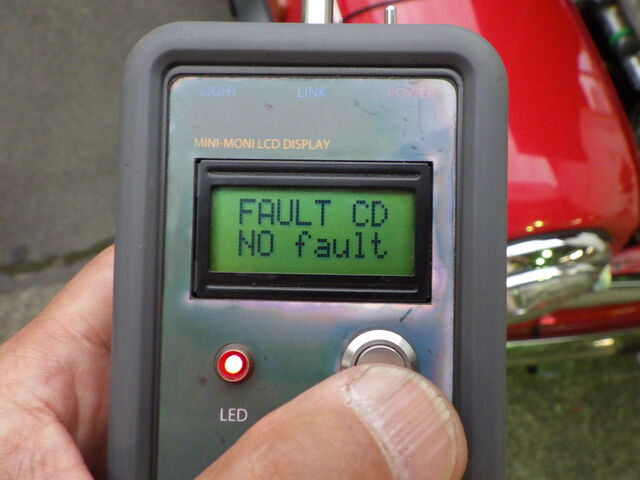 LIGHT LINK POWER
MINI-MONI LCD DISPLAY
FAULT CD
NO fault
LED